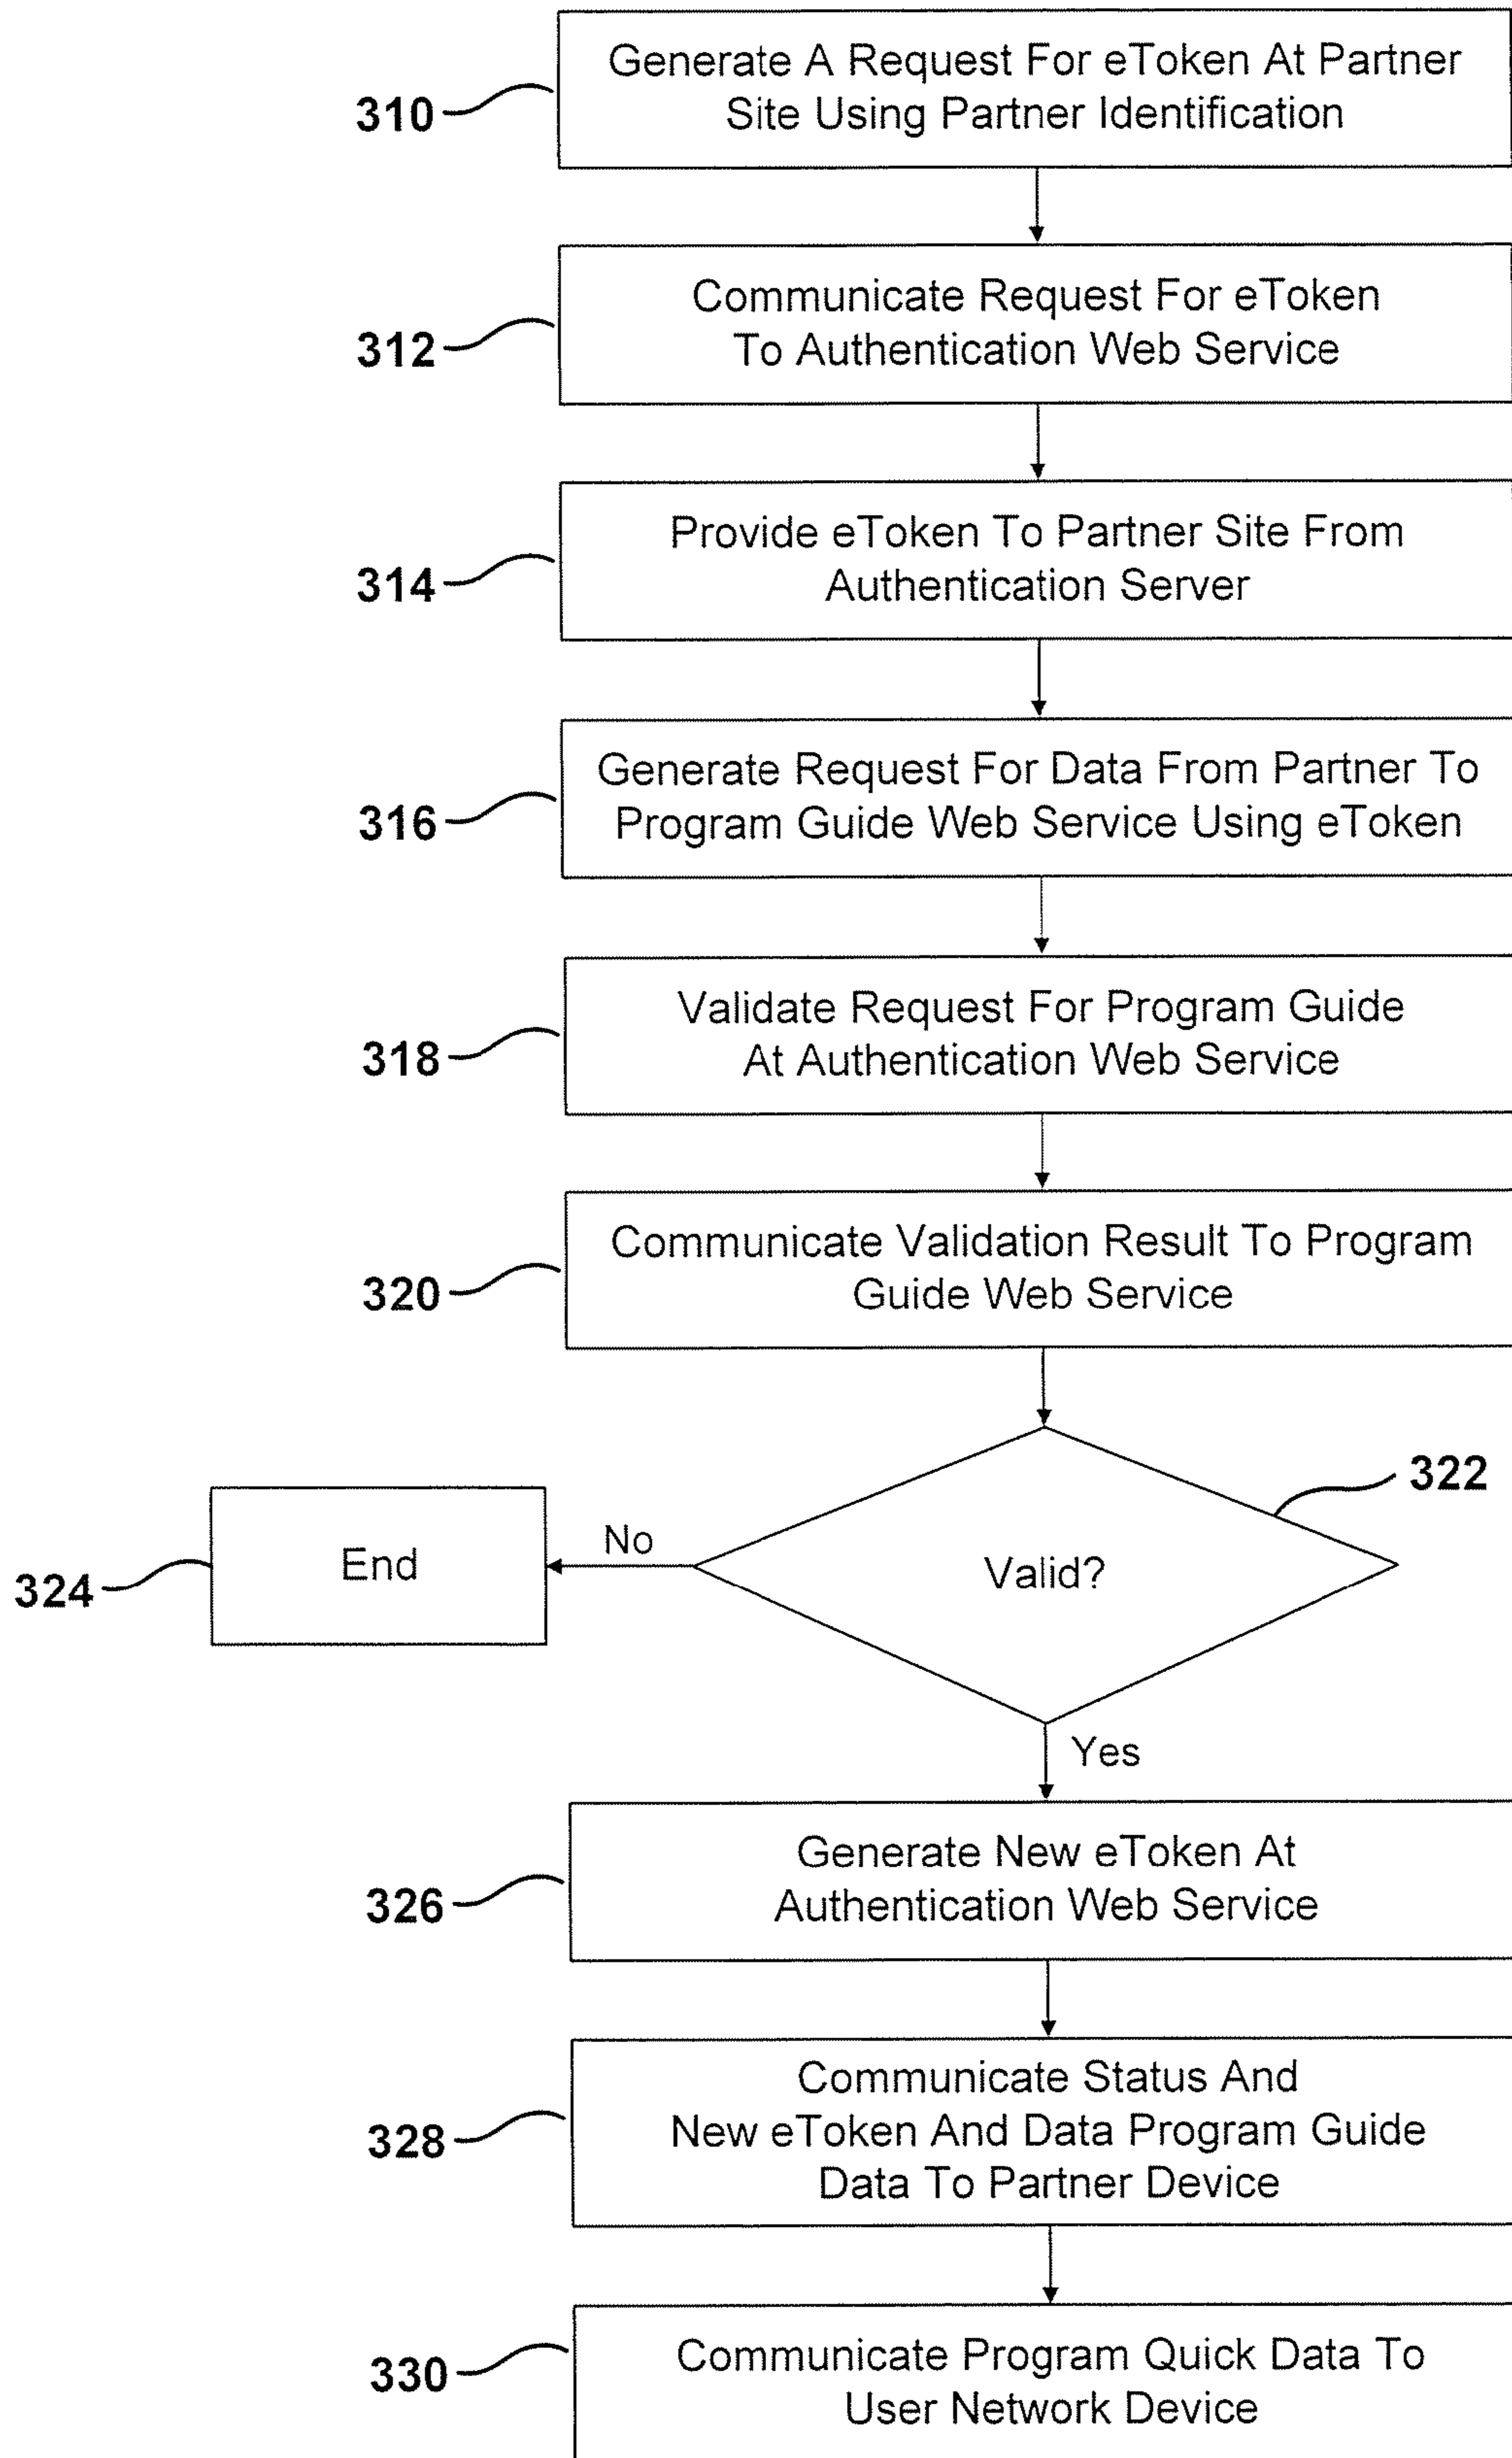 Generate A Request For eToken At Partner
Site Using Partner Identification
310
Communicate Request For eToken
To Authentication Web Service
312
Provide eToken To Partner Site From
Authentication Server
314
Generate Request For Data From Partner To
Program Guide Web Service Using eToken
316
Validate Request For Program Guide
At Authentication Web Service
318
Communicate Validation Result To Program
Guide Web Service
320
322
Valid?
No
End
324
Yes
Generate New eToken At
Authentication Web Service
326
Communicate Status And
New eToken And Data Program Guide
Data To Partner Device
328
Communicate Program Quick Data To
User Network Device
330